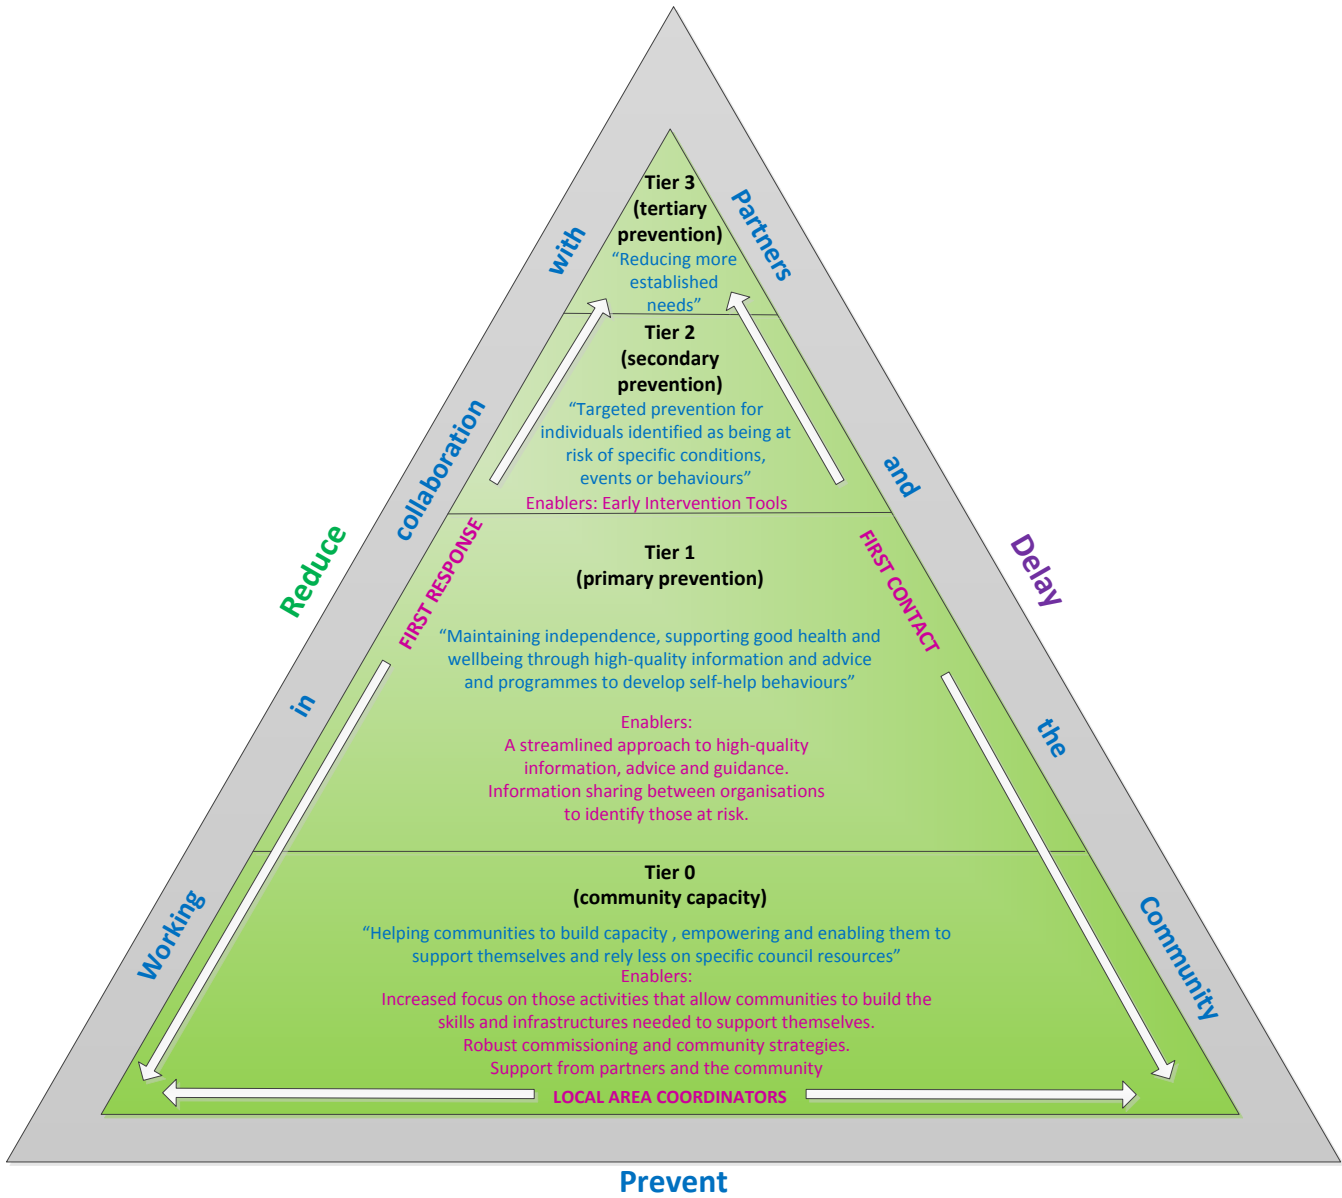 Tier 3
(tertiary
prevention)
“Reducing more
established
needs”
Tier 2
(secondary
prevention)
“Targeted prevention for
individuals identified as being at
risk of specific conditions,
events or behaviours”
Enablers: Early Intervention Tools
Tier 1
(primary prevention)
“Maintaining independence, supporting good health and
wellbeing through high-quality information and advice
and programmes to develop self-help behaviours”
Enablers:
A streamlined approach to high-quality
information, advice and guidance.
Information sharing between organisations
to identify those at risk.
Tier 0
(community capacity)
“Helping communities to build capacity , empowering and enabling them to
support themselves and rely less on specific council resources”
Enablers:
Increased focus on those activities that allow communities to build the
skills and infrastructures needed to support themselves.
Robust commissioning and community strategies.
Support from partners and the community
LOCAL AREA COORDINATORS
FIRST RESPONSE
FIRST CONTACT
Working in collaboration with
Partners and the Community
Reduce
Delay
Prevent